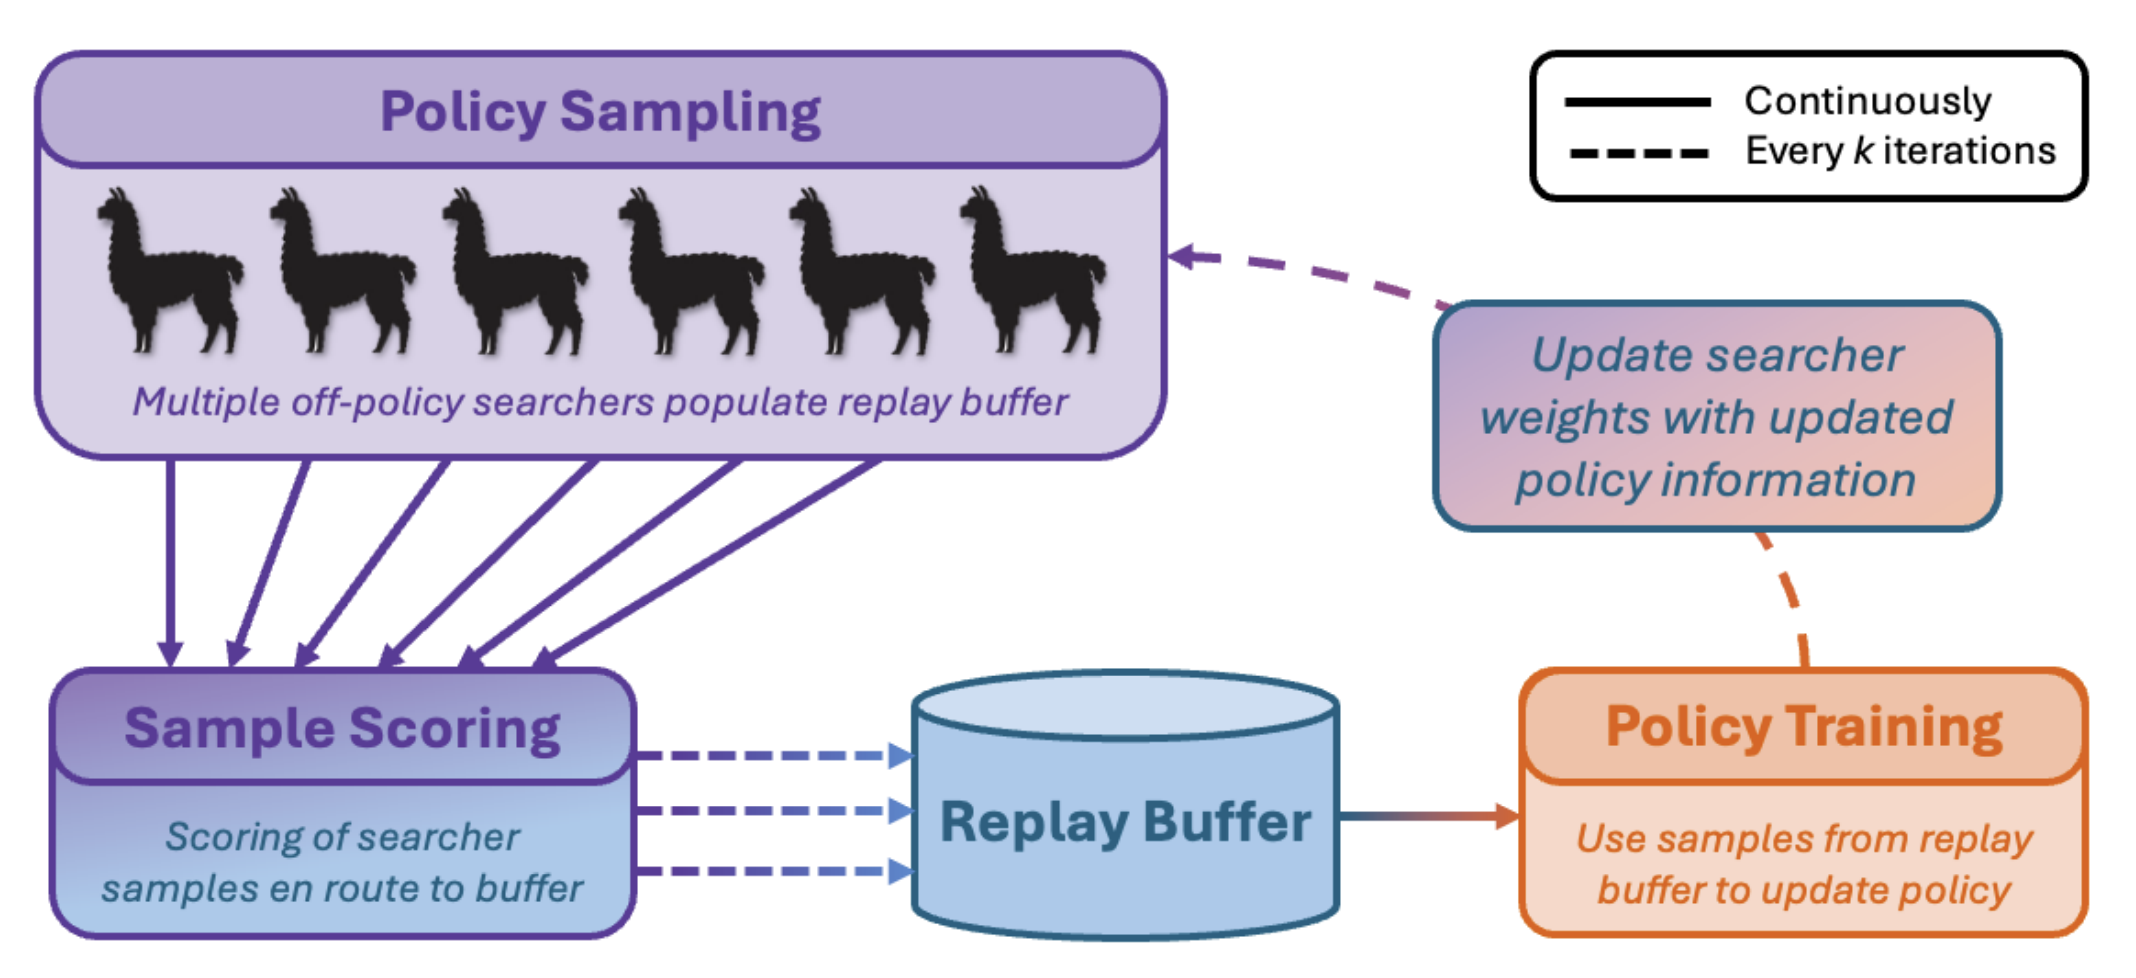 Policy Sampling
Multiple off-policy searchers populate replay buffer
Continuously
Every k iterations
Update searcher
weights with updated
policy information
Sample Scoring
Scoring of searcher
samples en route to buffer
Replay Buffer
Policy Training
Use samples from replay
buffer to update policy